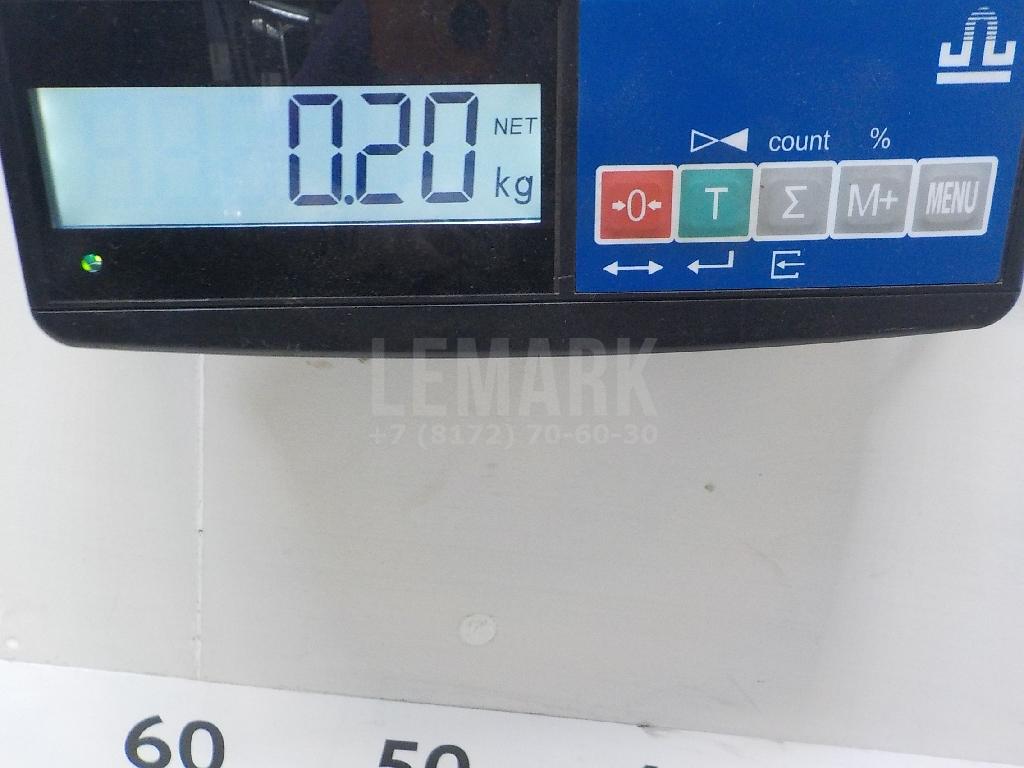 0.20 NET kg
count %
→0← T Σ M+ MENU
LEMARK
+7 (8172) 70-60-30
60 50